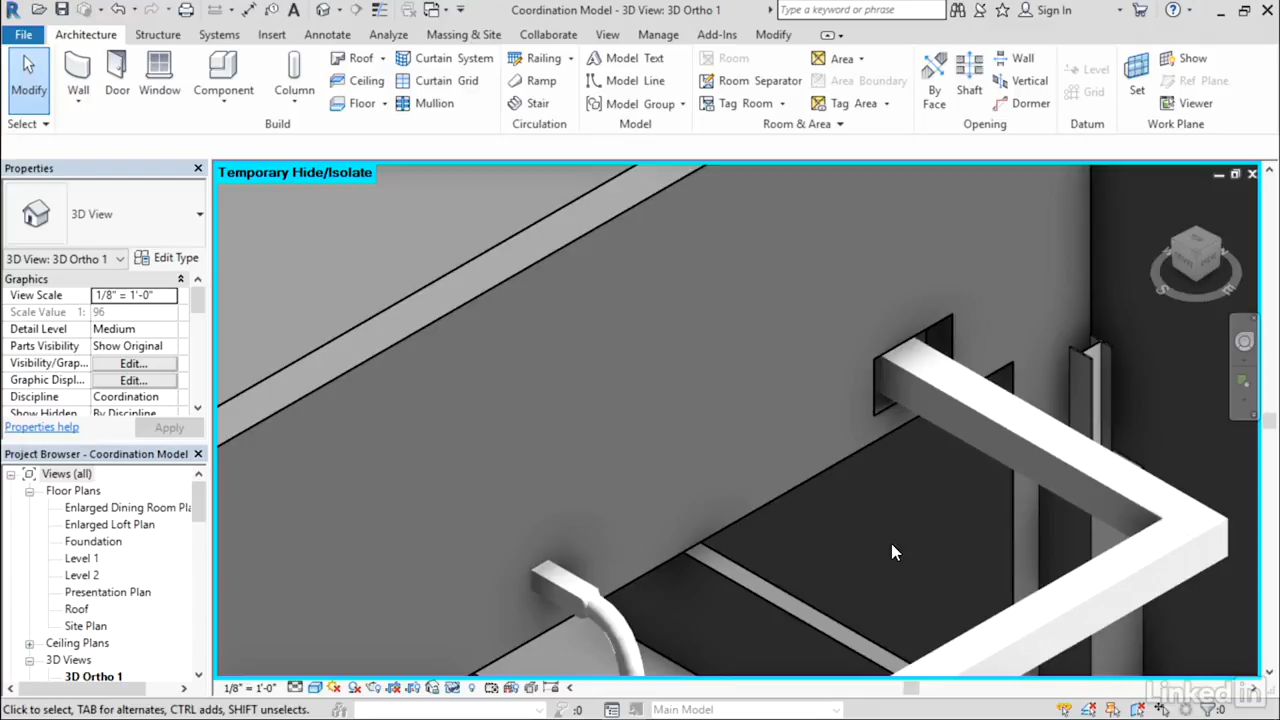 Coordination Model - 3D View: 3D Ortho 1
Type a keyword or phrase
Sign In
File Architecture Structure Systems Insert Annotate Analyze Massing & Site Collaborate View Manage Add-Ins Modify
Modify
Select
Wall
Door
Window
Component
Column
Roof
Ceiling
Floor
Curtain System
Curtain Grid
Mullion
Build
Railing
Ramp
Stair
Circulation
Model Text
Model Line
Model Group
Model
Room
Room Separator
Tag Room
Area
Area Boundary
Tag Area
Room & Area
By
Face
Shaft
Wall
Vertical
Dormer
Opening
Level
Grid
Datum
Set
Show
Ref Plane
Viewer
Work Plane
Properties
3D View
3D View: 3D Ortho 1 Edit Type
Graphics
View Scale 1/8" = 1'-0"
Scale Value 1: 96
Detail Level Medium
Parts Visibility Show Original
Visibility/Grap... Edit...
Graphic Displ... Edit...
Discipline Coordination
Show Hidden By Discipline
Properties help Apply
Project Browser - Coordination Model
Views (all)
Floor Plans
Enlarged Dining Room Pla
Enlarged Loft Plan
Foundation
Level 1
Level 2
Presentation Plan
Roof
Site Plan
Ceiling Plans
3D Views
3D Ortho 1
Temporary Hide/Isolate
1/8" = 1'-0"
Click to select, TAB for alternates, CTRL adds, SHIFT unselects.
:0
Main Model
:0
Linked in